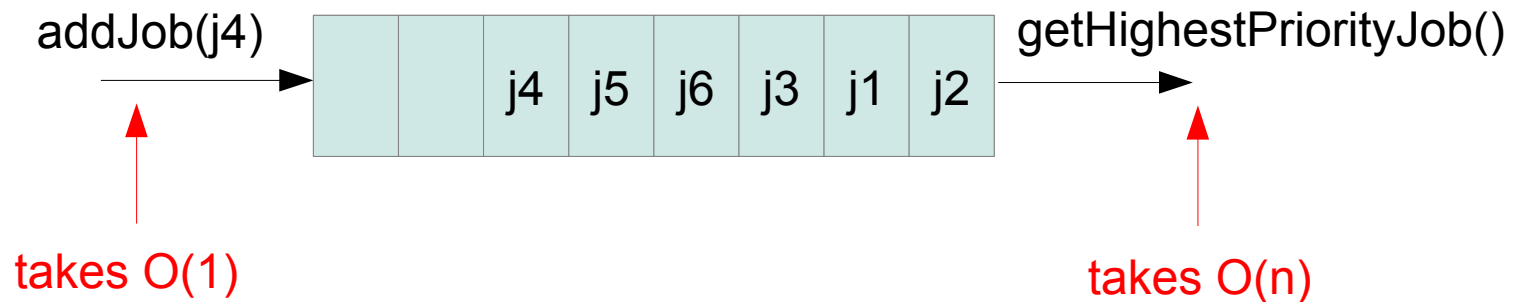 addJob(j4)
getHighestPriorityJob()
j4 j5 j6 j3 j1 j2
takes O(1)
takes O(n)